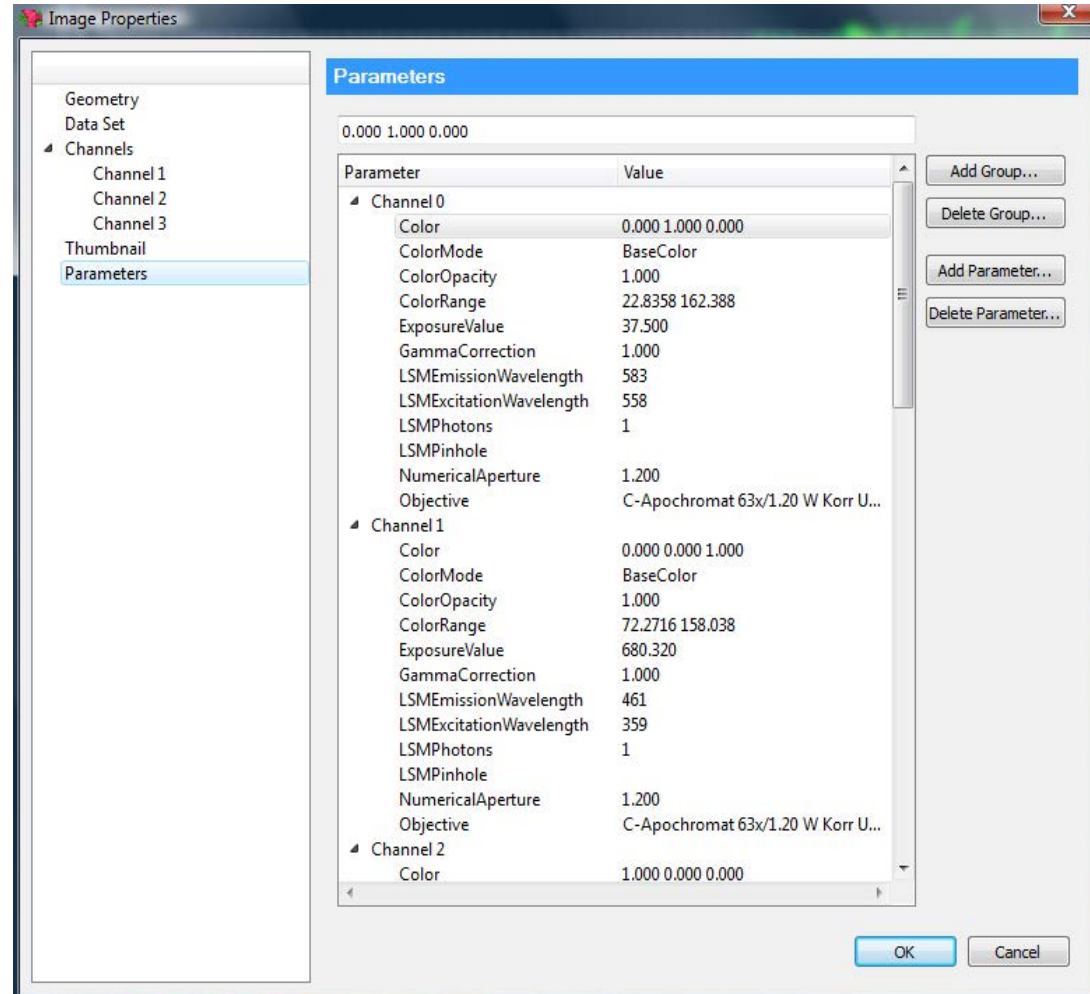 Image Properties
Geometry
Data Set
Channels
Channel 1
Channel 2
Channel 3
Thumbnail
Parameters
Parameters
0.000 1.000 0.000
Parameter Value
Channel 0
Color 0.000 1.000 0.000
ColorMode BaseColor
ColorOpacity 1.000
ColorRange 22.8358 162.388
ExposureValue 37.500
GammaCorrection 1.000
LSMEmissionWavelength 583
LSMExcitationWavelength 558
LSMPhotons 1
LSMPinhole
NumericalAperture 1.200
Objective C-Apochromat 63x/1.20 W Korr U...
Channel 1
Color 0.000 0.000 1.000
ColorMode BaseColor
ColorOpacity 1.000
ColorRange 72.2716 158.038
ExposureValue 680.320
GammaCorrection 1.000
LSMEmissionWavelength 461
LSMExcitationWavelength 359
LSMPhotons 1
LSMPinhole
NumericalAperture 1.200
Objective C-Apochromat 63x/1.20 W Korr U...
Channel 2
Color 1.000 0.000 0.000
Add Group...
Delete Group...
Add Parameter...
Delete Parameter...
OK Cancel